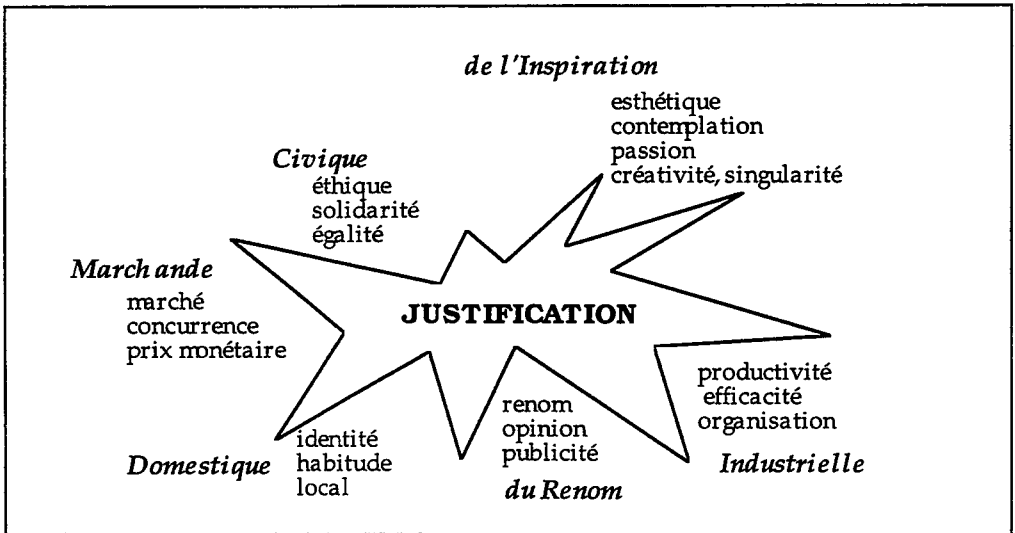 de l'Inspiration
esthétique
contemplation
passion
créativité, singularité
Civique
éthique
solidarité
égalité
Marchande
marché
concurrence
prix monétaire
JUSTIFICATION
productivité
efficacité
organisation
Industrielle
renom
opinion
publicité
du Renom
identité
habitude
local
Domestique